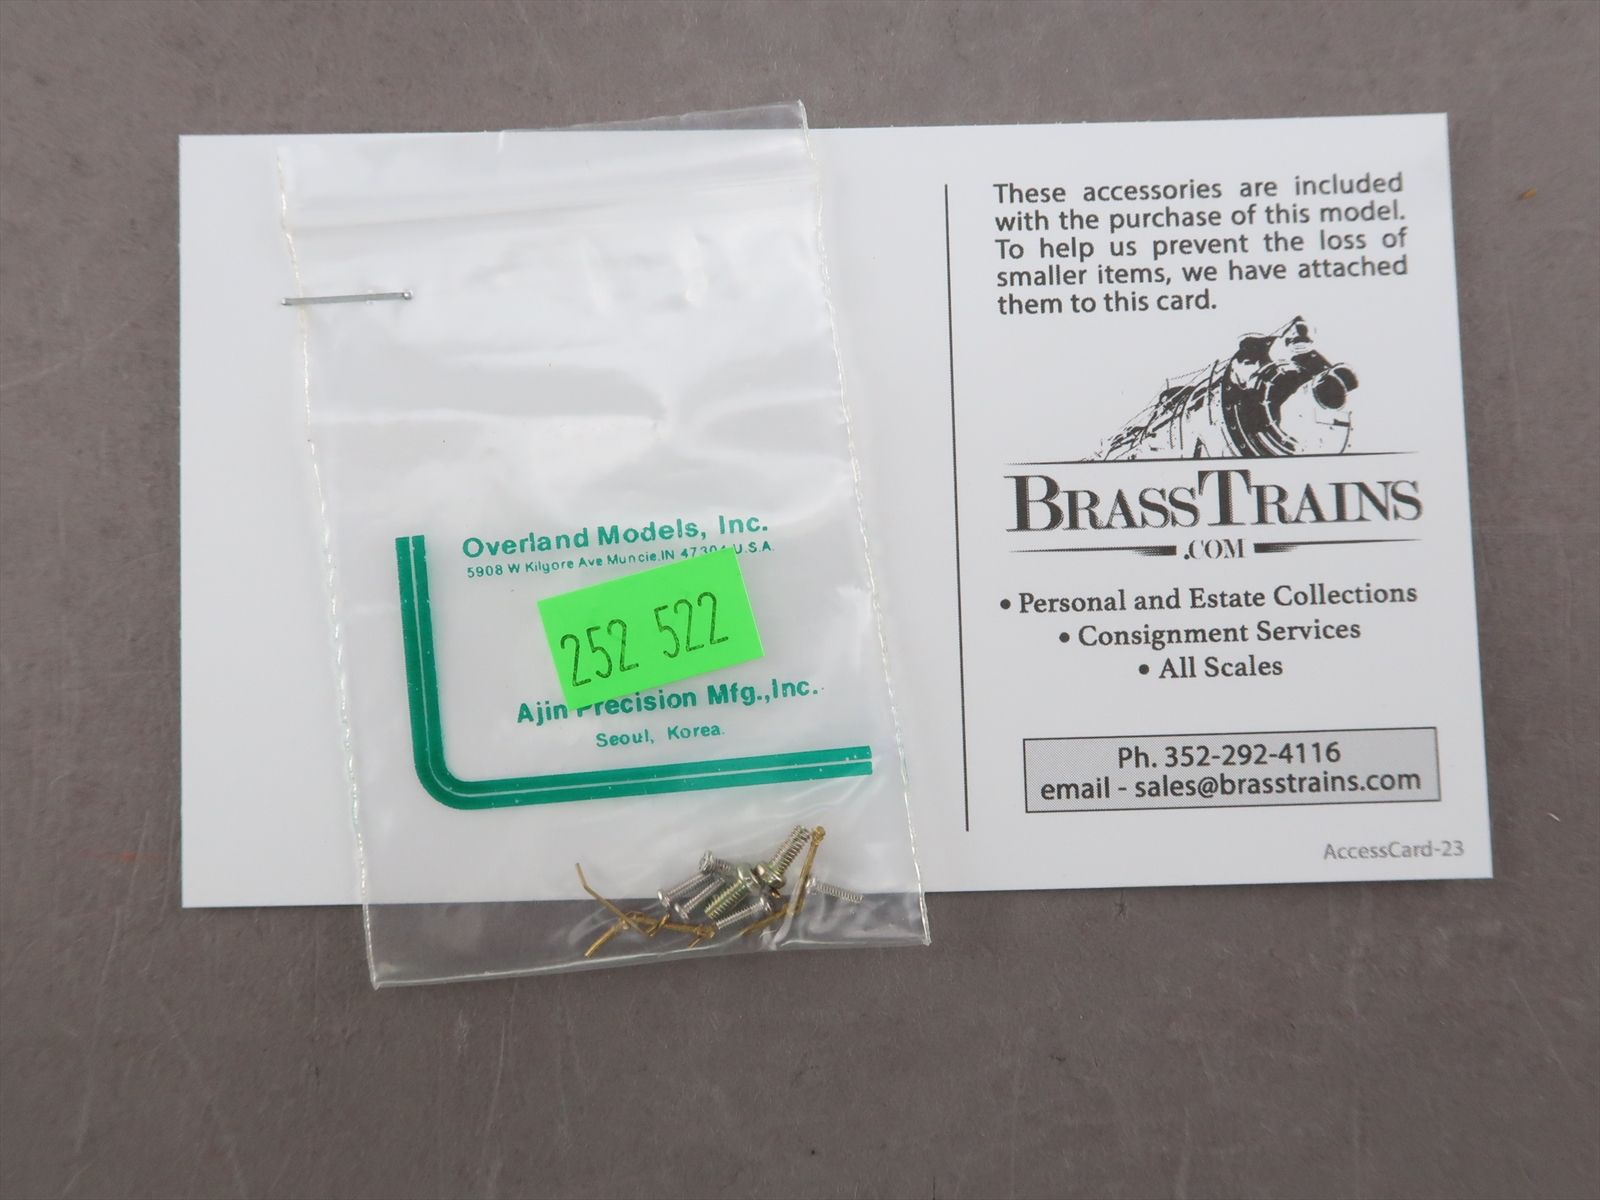 Overland Models, Inc.
5908 W Kilgore Ave Muncie.IN 47304 U.S.A.
252 522
Ajin Precision Mfg.,Inc.
Seoul, Korea.
These accessories are included
with the purchase of this model.
To help us prevent the loss of
smaller items, we have attached
them to this card.
BRASSTRAINS
.COM
• Personal and Estate Collections
• Consignment Services
• All Scales
Ph. 352-292-4116
email - sales@brasstrains.com
AccessCard-23